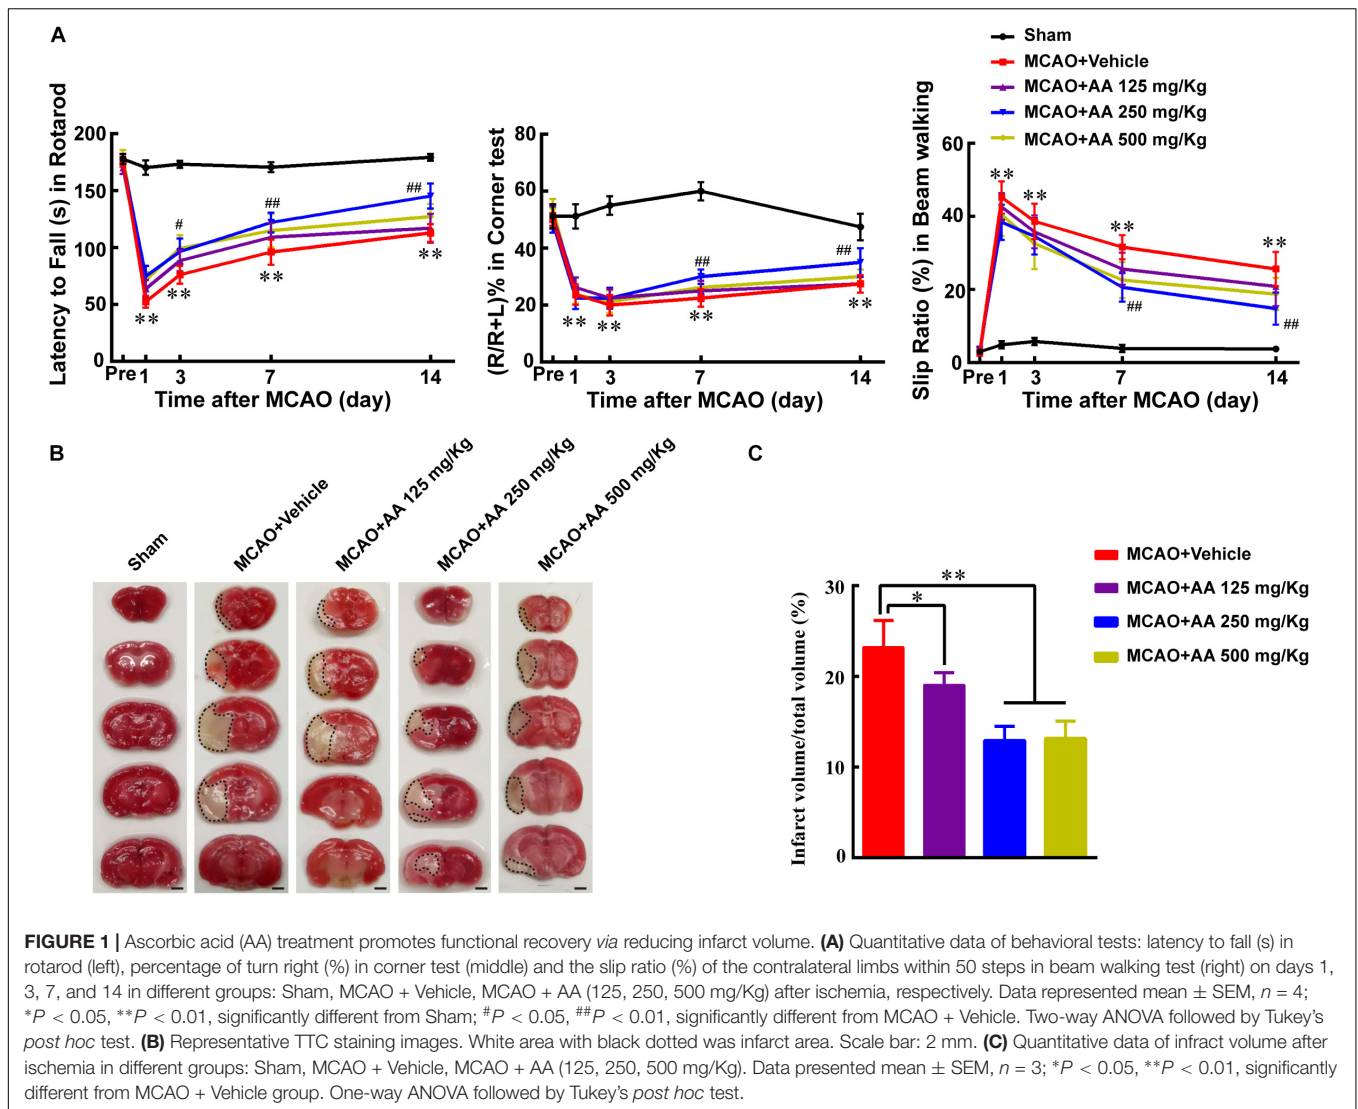 A
Sham
MCAO+Vehicle
MCAO+AA 125 mg/Kg
MCAO+AA 250 mg/Kg
MCAO+AA 500 mg/Kg
Latency to Fall (s) in Rotarod
200
150
100
50
0
Pre 1 3 7 14
Time after MCAO (day)
**
**
**
**
#
##
##
(R/R+L)% in Corner test
80
60
40
20
0
Pre 1 3 7 14
Time after MCAO (day)
**
**
**
**
##
##
Slip Ratio (%) in Beam walking
60
40
20
0
Pre 1 3 7 14
Time after MCAO (day)
**
**
**
**
##
##
B
Sham
MCAO+Vehicle
MCAO+AA 125 mg/Kg
MCAO+AA 250 mg/Kg
MCAO+AA 500 mg/Kg
C
MCAO+Vehicle
MCAO+AA 125 mg/Kg
MCAO+AA 250 mg/Kg
MCAO+AA 500 mg/Kg
Infarct volume/total volume (%)
30
20
10
0
**
*
FIGURE 1 | Ascorbic acid (AA) treatment promotes functional recovery via reducing infarct volume. (A) Quantitative data of behavioral tests: latency to fall (s) in
rotarod (left), percentage of turn right (%) in corner test (middle) and the slip ratio (%) of the contralateral limbs within 50 steps in beam walking test (right) on days 1,
3, 7, and 14 in different groups: Sham, MCAO + Vehicle, MCAO + AA (125, 250, 500 mg/Kg) after ischemia, respectively. Data represented mean ± SEM, n = 4;
*P < 0.05, **P < 0.01, significantly different from Sham; #P < 0.05, ##P < 0.01, significantly different from MCAO + Vehicle. Two-way ANOVA followed by Tukey's
post hoc test. (B) Representative TTC staining images. White area with black dotted was infarct area. Scale bar: 2 mm. (C) Quantitative data of infract volume after
ischemia in different groups: Sham, MCAO + Vehicle, MCAO + AA (125, 250, 500 mg/Kg). Data presented mean ± SEM, n = 3; *P < 0.05, **P < 0.01, significantly
different from MCAO + Vehicle group. One-way ANOVA followed by Tukey's post hoc test.